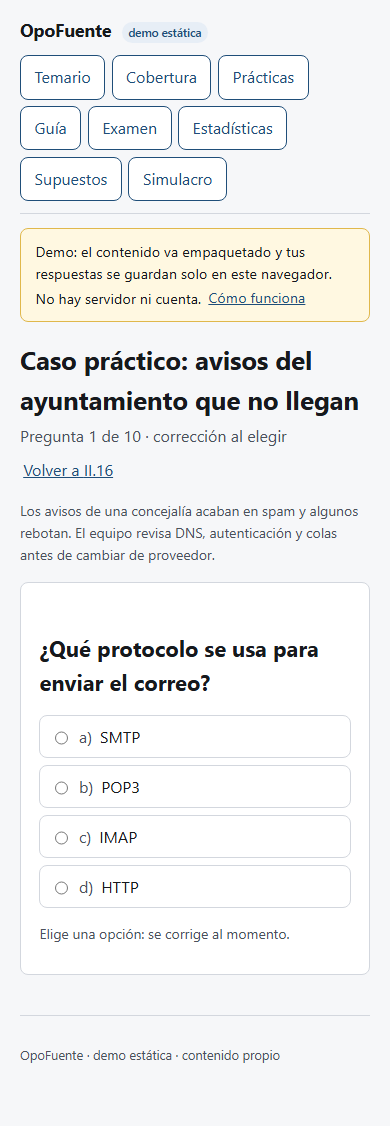 OpoFuente demo estática
Temario Cobertura Prácticas
Guía Examen Estadísticas
Supuestos Simulacro
Demo: el contenido va empaquetado y tus
respuestas se guardan solo en este navegador.
No hay servidor ni cuenta. Cómo funciona
Caso práctico: avisos del
ayuntamiento que no llegan
Pregunta 1 de 10 · corrección al elegir
Volver a II.16
Los avisos de una concejalía acaban en spam y algunos
rebotan. El equipo revisa DNS, autenticación y colas
antes de cambiar de proveedor.
¿Qué protocolo se usa para
enviar el correo?
a) SMTP
b) POP3
c) IMAP
d) HTTP
Elige una opción: se corrige al momento.
OpoFuente · demo estática · contenido propio